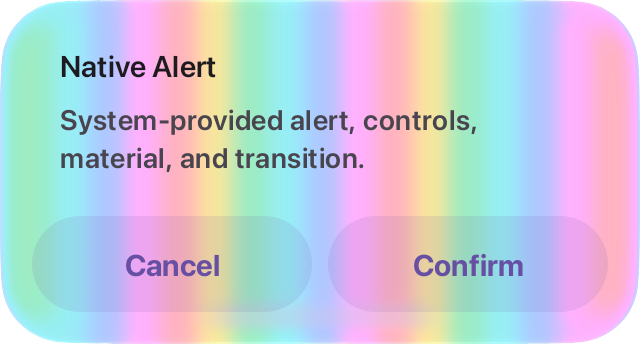 Native Alert
System-provided alert, controls,
material, and transition.
Cancel
Confirm